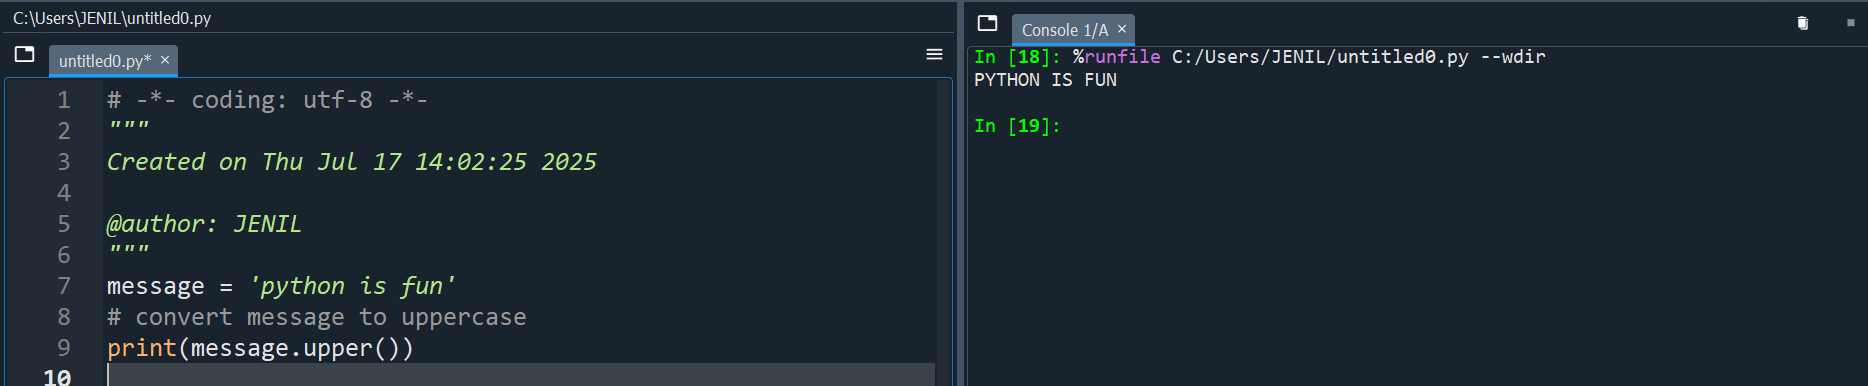 C:\Users\JENIL\untitled0.py
untitled0.py*
1 # -*- coding: utf-8 -*-
2 """
3 Created on Thu Jul 17 14:02:25 2025
4
5 @author: JENIL
6 """
7 message = 'python is fun'
8 # convert message to uppercase
9 print(message.upper())
10
Console 1/A
In [18]: %runfile C:/Users/JENIL/untitled0.py --wdir
PYTHON IS FUN
In [19]: